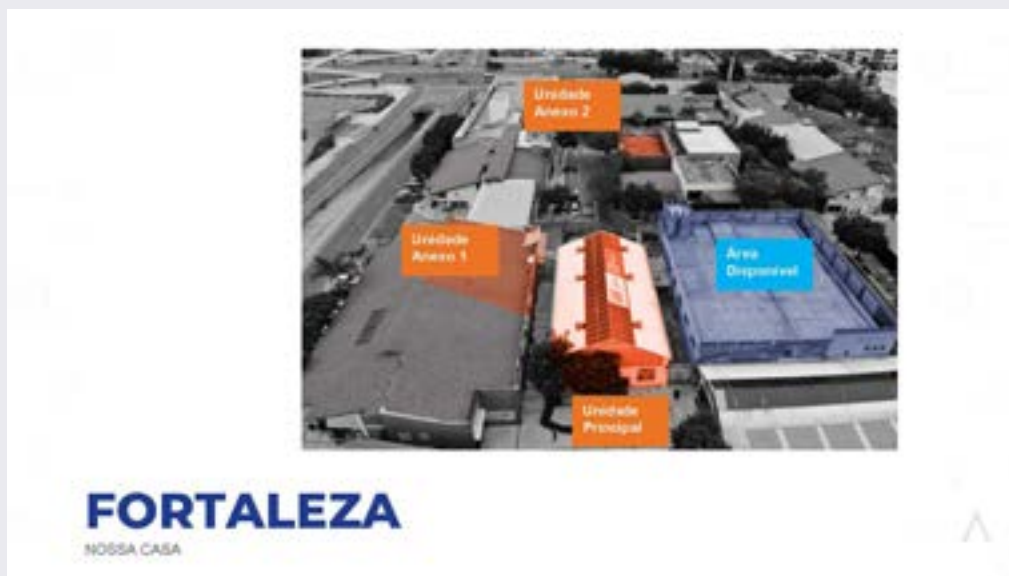 Unidade
Anexo 2
Unidade
Anexo 1
Área
Disponível
Unidade
Principal
FORTALEZA
NOSSA CASA